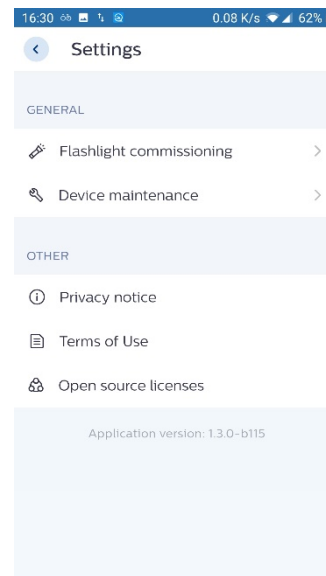 16:30 0.08 K/s 62%
Settings
GENERAL
Flashlight commissioning
Device maintenance
OTHER
Privacy notice
Terms of Use
Open source licenses
Application version: 1.3.0-b115